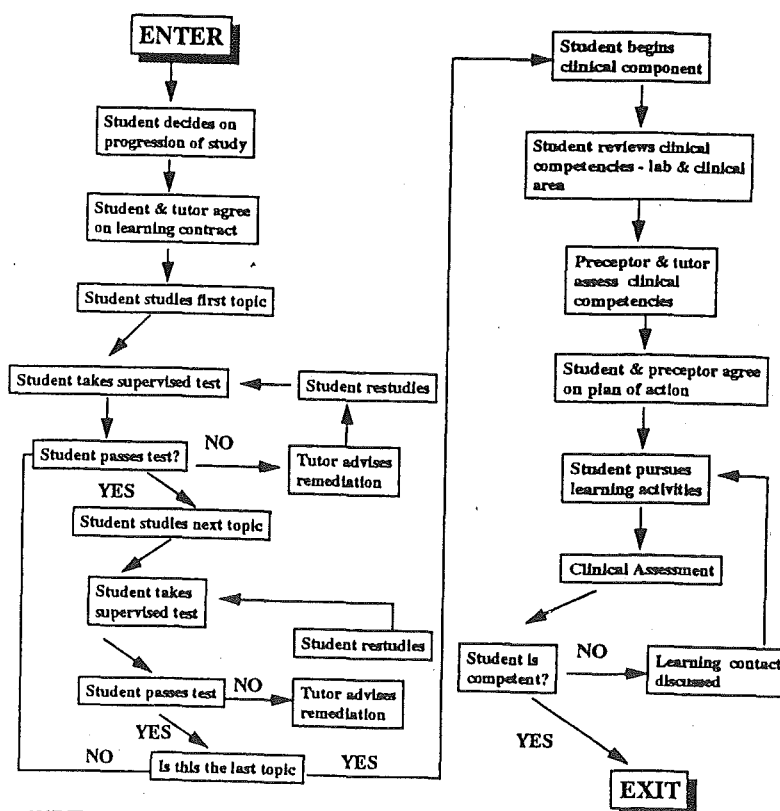 ENTER
Student decides on
progression of study
Student & tutor agree
on learning contract
Student studies first topic
Student takes supervised test
Student restudies
Student passes test?
NO
Tutor advises
remediation
YES
Student studies next topic
Student takes
supervised test
Student restudies
Student passes test
NO
Tutor advises
remediation
YES
NO
Is this the last topic
YES
Student begins
clinical component
Student reviews clinical
competencies - lab & clinical
area
Preceptor & tutor
assess clinical
competencies
Student & preceptor agree
on plan of action
Student pursues
learning activities
Clinical Assessment
Student is
competent?
NO
Learning contact
discussed
YES
EXIT